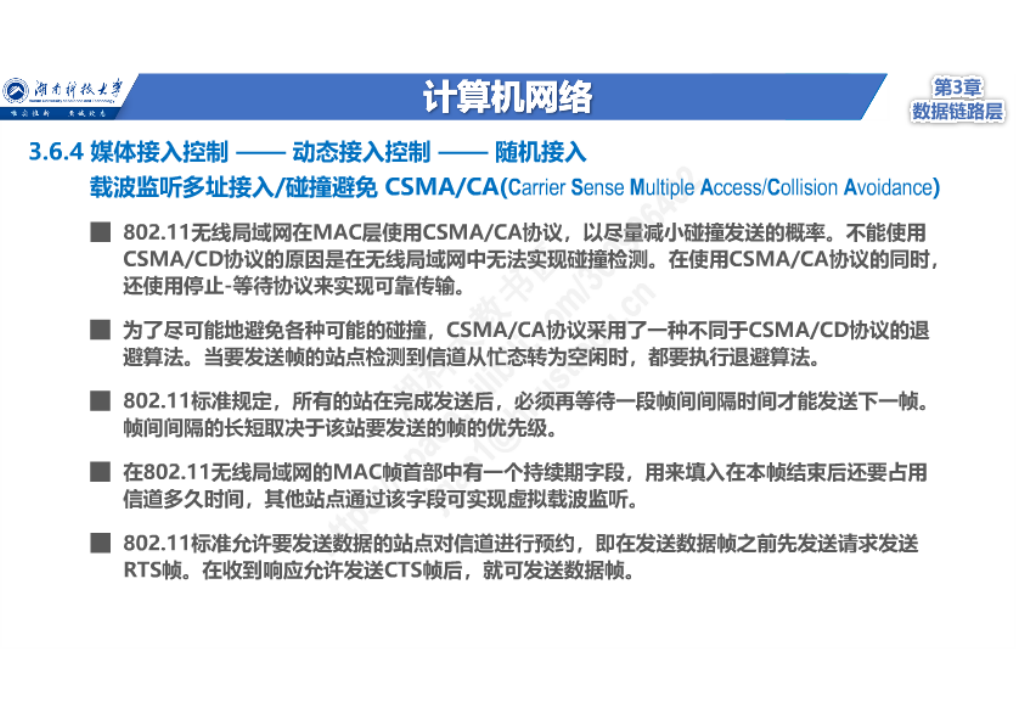 湖南科技大学
计算机网络
第3章
数据链路层
3.6.4 媒体接入控制 —— 动态接入控制 —— 随机接入
载波监听多址接入/碰撞避免 CSMA/CA(Carrier Sense Multiple Access/Collision Avoidance)
802.11无线局域网在MAC层使用CSMA/CA协议，以尽量减小碰撞发送的概率。不能使用
CSMA/CD协议的原因是在无线局域网中无法实现碰撞检测。在使用CSMA/CA协议的同时，
还使用停止-等待协议来实现可靠传输。
为了尽可能地避免各种可能的碰撞，CSMA/CA协议采用了一种不同于CSMA/CD协议的退
避算法。当要发送帧的站点检测到信道从忙态转为空闲时，都要执行退避算法。
802.11标准规定，所有的站在完成发送后，必须再等待一段帧间间隔时间才能发送下一帧。
帧间间隔的长短取决于该站要发送的帧的优先级。
在802.11无线局域网的MAC帧首部中有一个持续期字段，用来填入在本帧结束后还要占用
信道多久时间，其他站点通过该字段可实现虚拟载波监听。
802.11标准允许要发送数据的站点对信道进行预约，即在发送数据帧之前先发送请求发送
RTS帧。在收到响应允许发送CTS帧后，就可发送数据帧。